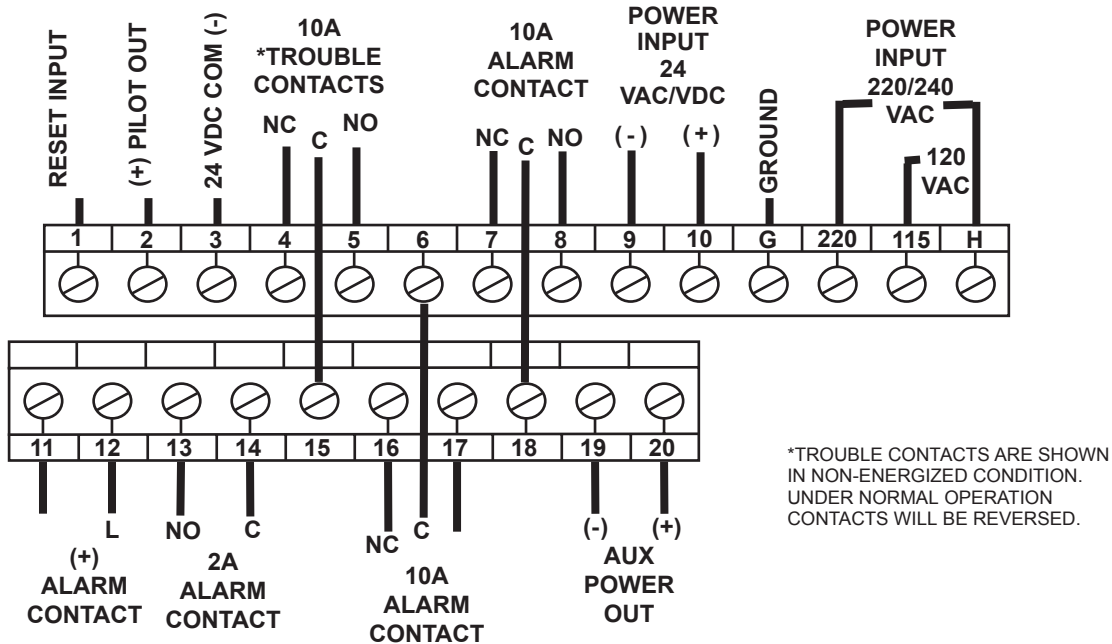 RESET INPUT
(+) PILOT OUT
24 VDC COM (-)
10A
*TROUBLE
CONTACTS
NC
C
NO
10A
ALARM
CONTACT
NC
C
NO
POWER
INPUT
24
VAC/VDC
(-)
(+)
GROUND
POWER
INPUT
220/240
VAC
120
VAC
1 2 3 4 5 6 7 8 9 10 G 220 115 H
11 12 13 14 15 16 17 18 19 20
L
(+)
ALARM
CONTACT
NO
C
2A
ALARM
CONTACT
NC
C
10A
ALARM
CONTACT
(-)
(+)
AUX
POWER
OUT
*TROUBLE CONTACTS ARE SHOWN
IN NON-ENERGIZED CONDITION.
UNDER NORMAL OPERATION
CONTACTS WILL BE REVERSED.